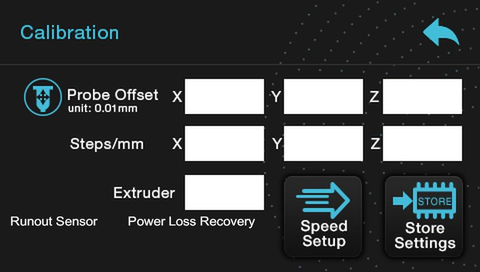 Calibration
Probe Offset X Y Z
unit: 0.01mm
Steps/mm X Y Z
Extruder
Runout Sensor Power Loss Recovery
Speed
Setup
STORE
Store
Settings